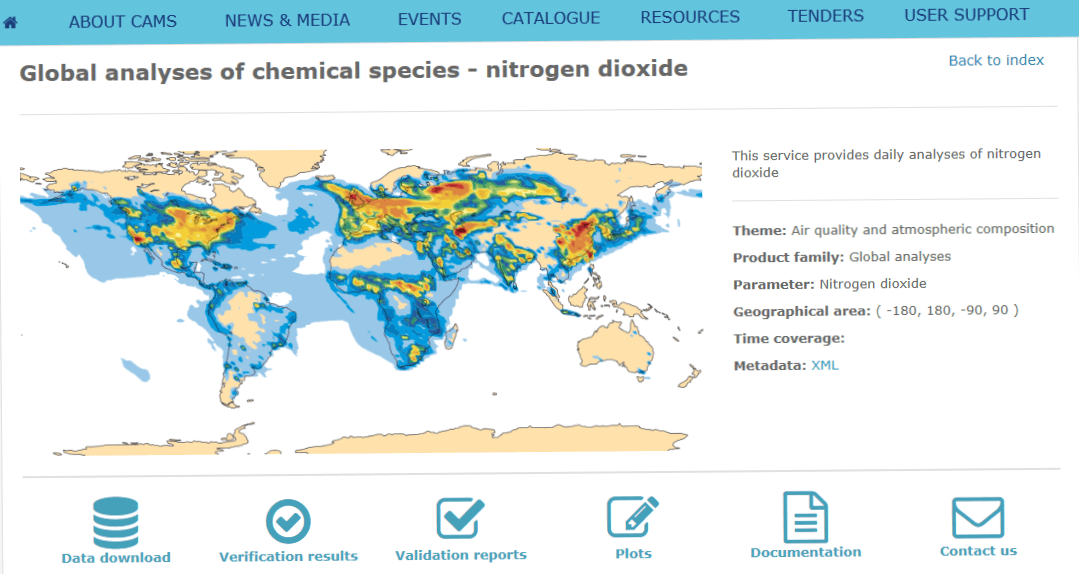 ABOUT CAMS NEWS & MEDIA EVENTS CATALOGUE RESOURCES TENDERS USER SUPPORT
Global analyses of chemical species - nitrogen dioxide
Back to index
This service provides daily analyses of nitrogen
dioxide
Theme: Air quality and atmospheric composition
Product family: Global analyses
Parameter: Nitrogen dioxide
Geographical area: ( -180, 180, -90, 90 )
Time coverage:
Metadata: XML
Data download
Verification results
Validation reports
Plots
Documentation
Contact us